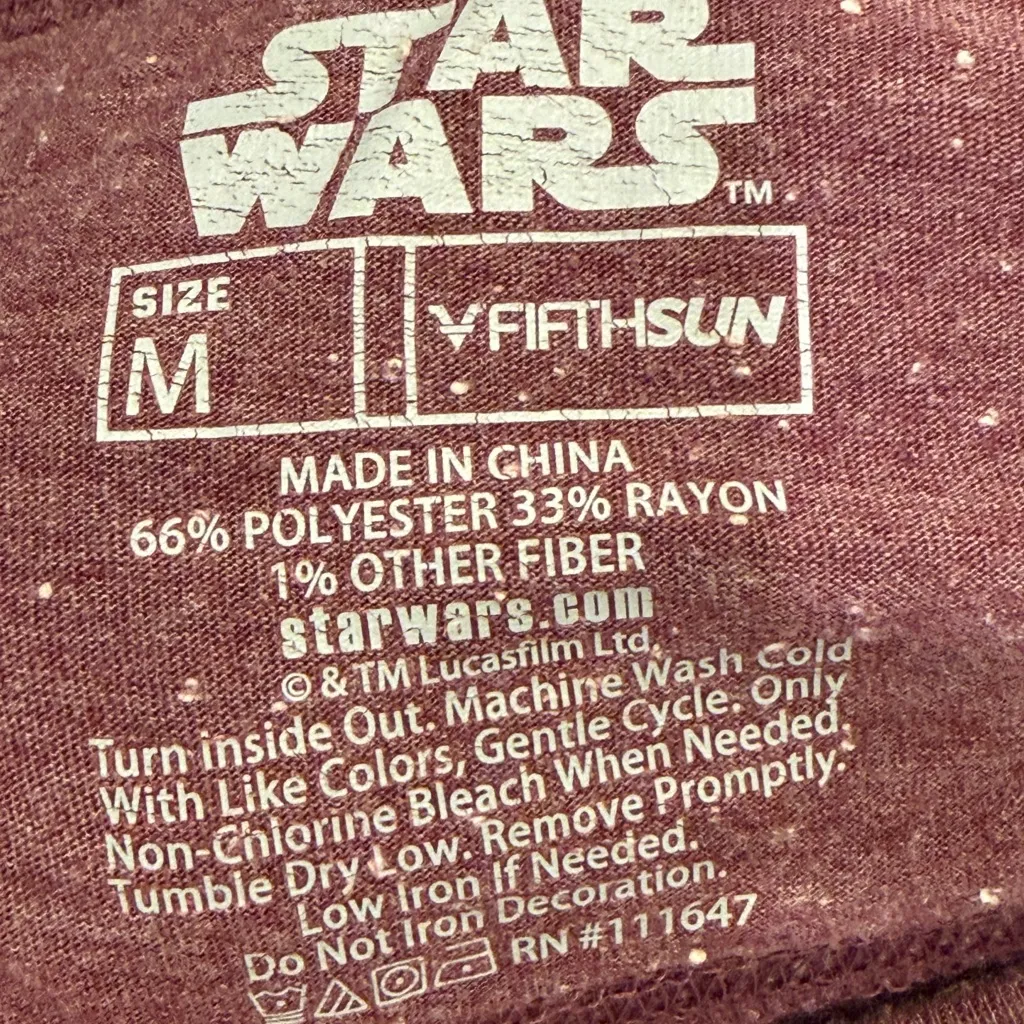 STAR
WARS TM
SIZE
M
FIFTHSUN
MADE IN CHINA
66% POLYESTER 33% RAYON
1% OTHER FIBER
starwars.com
© & TM Lucasfilm Ltd.
Turn inside Out. Machine Wash Cold
With Like Colors, Gentle Cycle. Only
Non-Chlorine Bleach When Needed.
Tumble Dry Low. Remove Promptly.
Low Iron If Needed.
Do Not Iron Decoration.
RN #111647